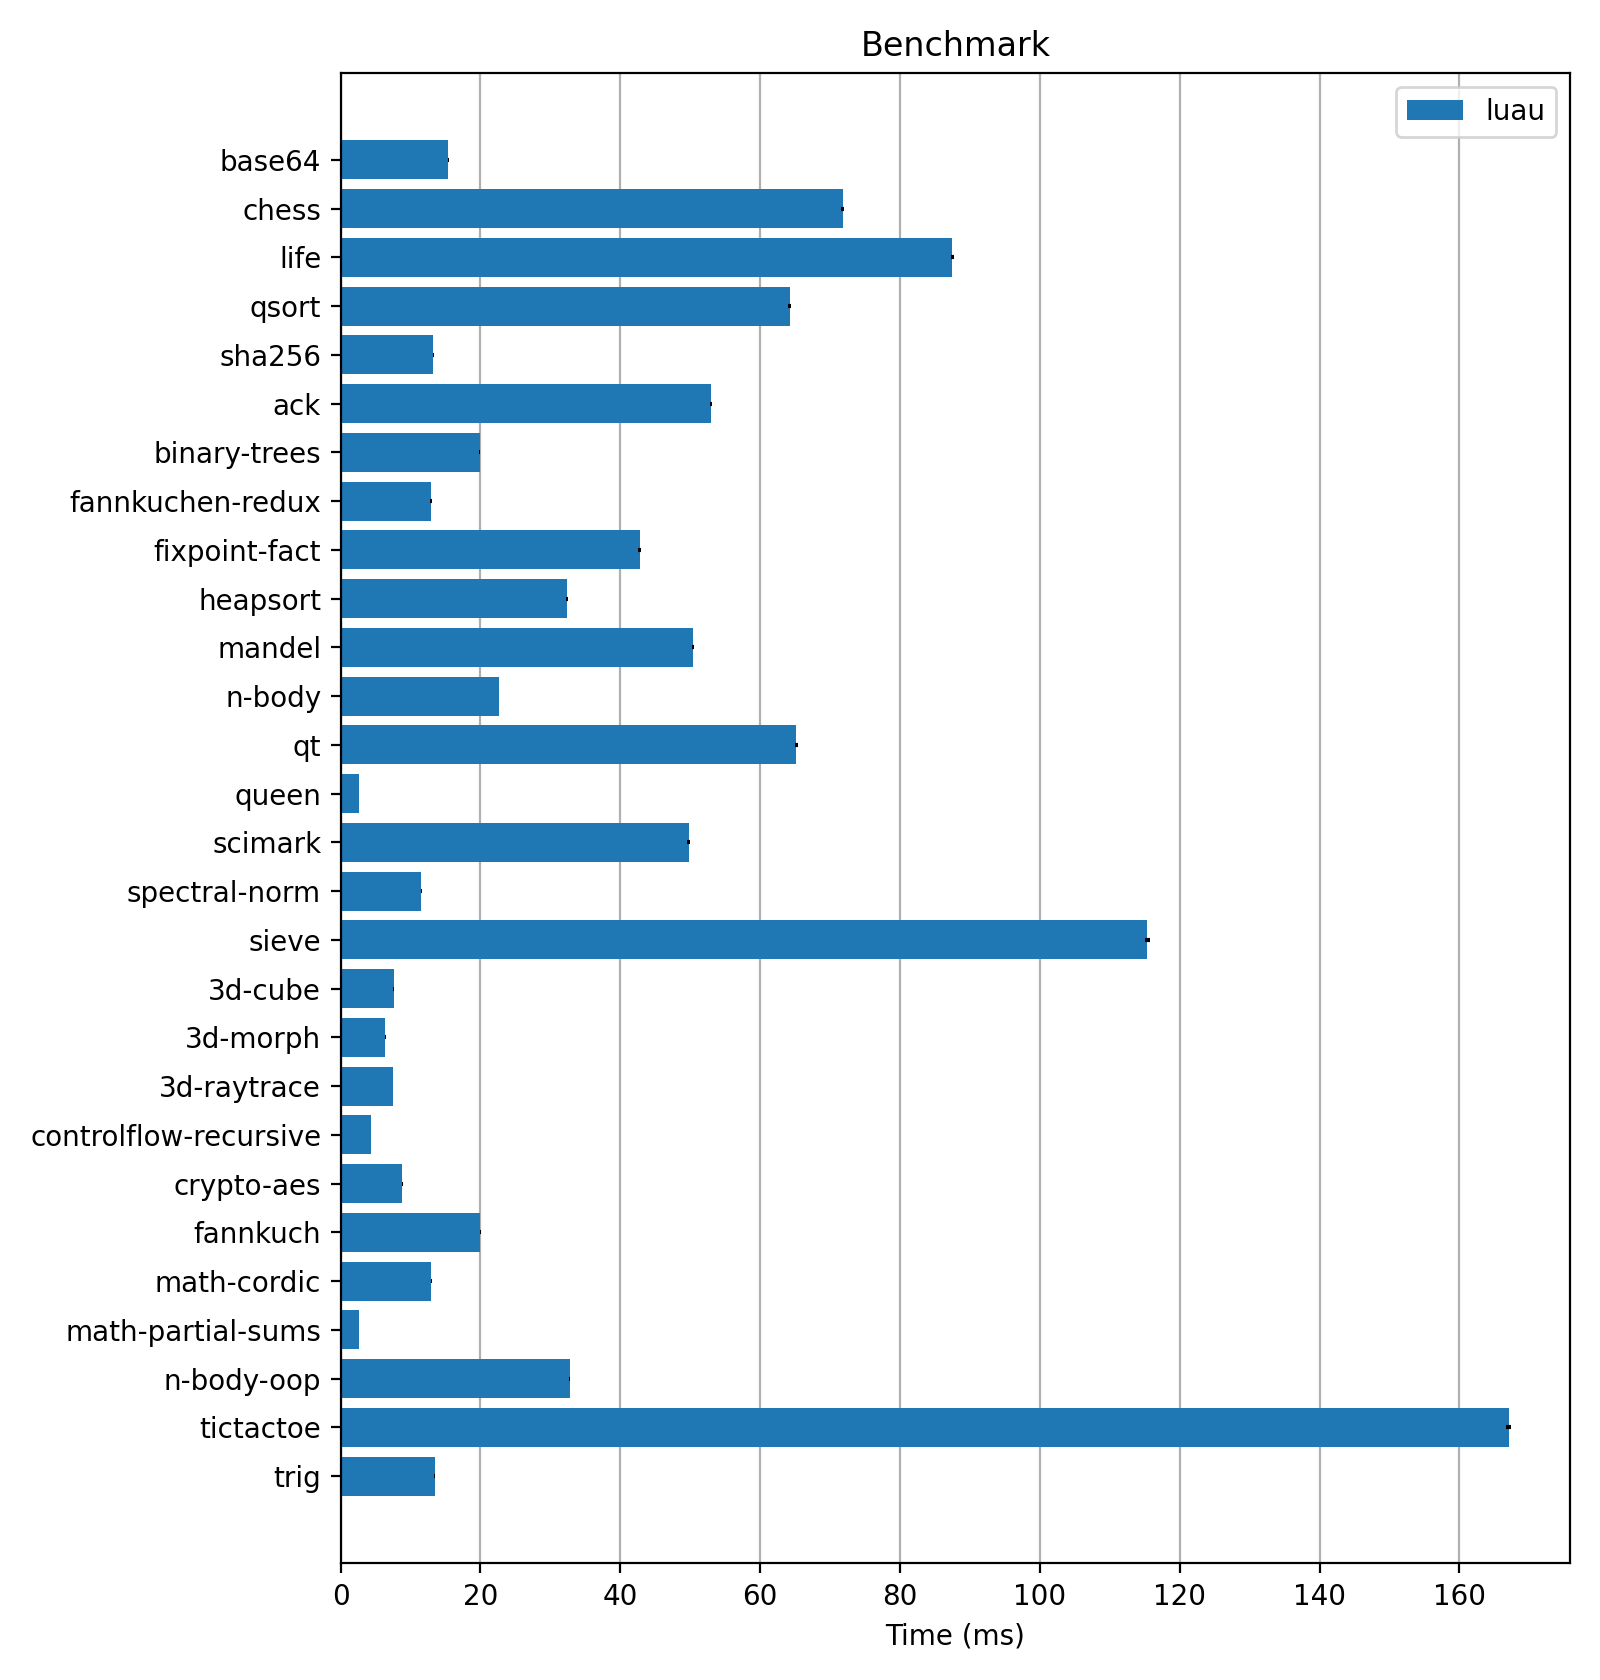 Benchmark
luau
base64
chess
life
qsort
sha256
ack
binary-trees
fannkuchen-redux
fixpoint-fact
heapsort
mandel
n-body
qt
queen
scimark
spectral-norm
sieve
3d-cube
3d-morph
3d-raytrace
controlflow-recursive
crypto-aes
fannkuch
math-cordic
math-partial-sums
n-body-oop
tictactoe
trig
0 20 40 60 80 100 120 140 160
Time (ms)